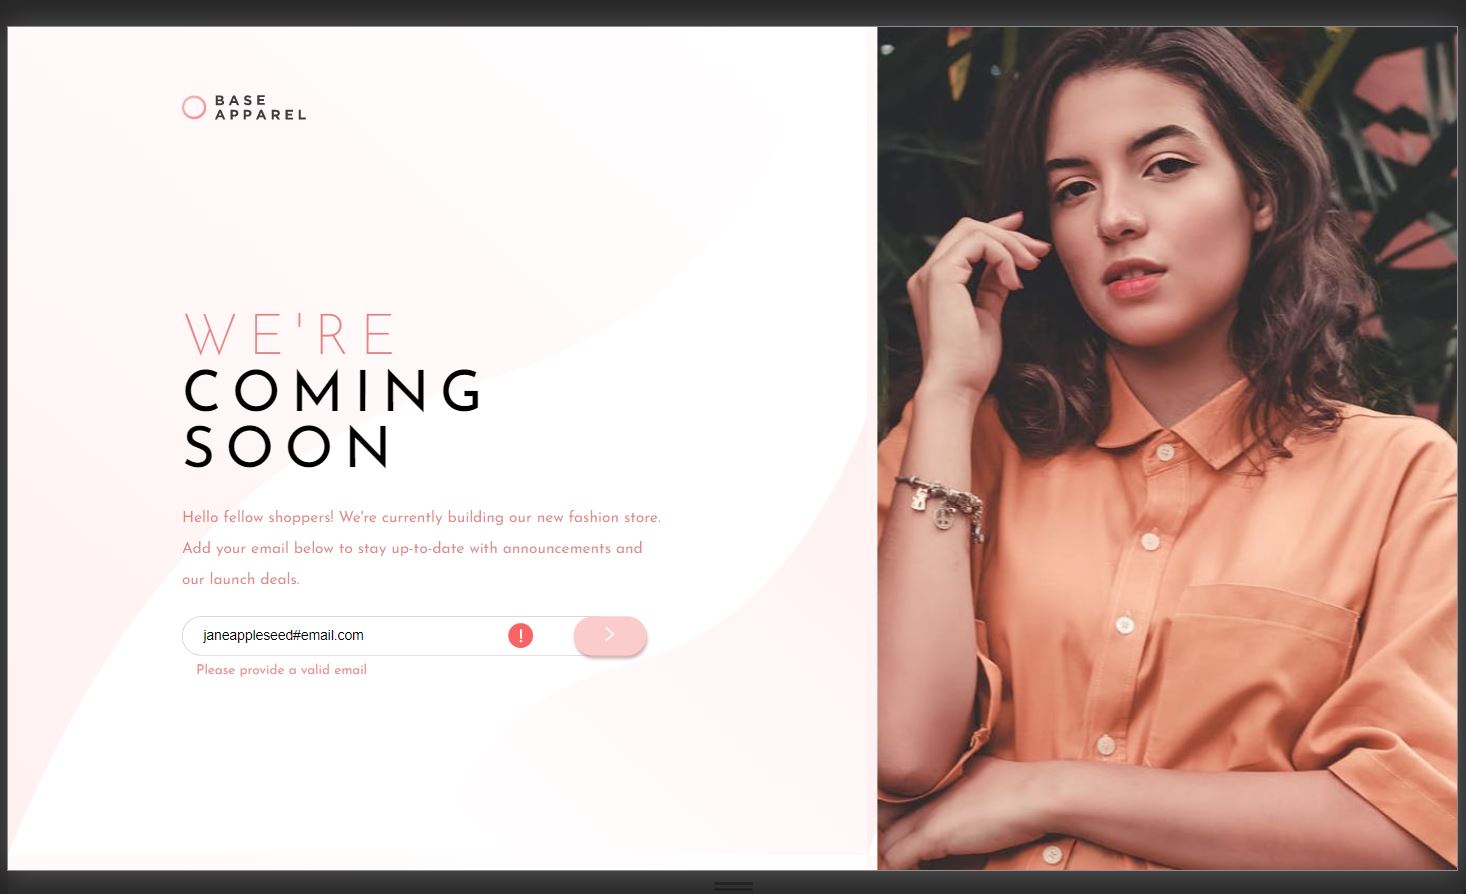 BASE
APPAREL
WE'RE
COMING
SOON
Hello fellow shoppers! We're currently building our new fashion store.
Add your email below to stay up-to-date with announcements and
our launch deals.
janeappleseed#email.com
!
Please provide a valid email